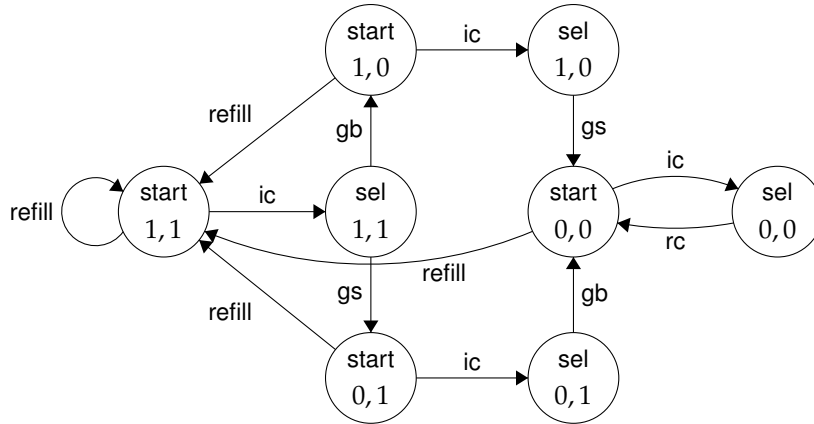 start
1, 0
ic
sel
1, 0
refill
gb
gs
refill
start
1, 1
ic
sel
1, 1
start
0, 0
ic
sel
0, 0
rc
refill
gs
refill
gb
start
0, 1
ic
sel
0, 1